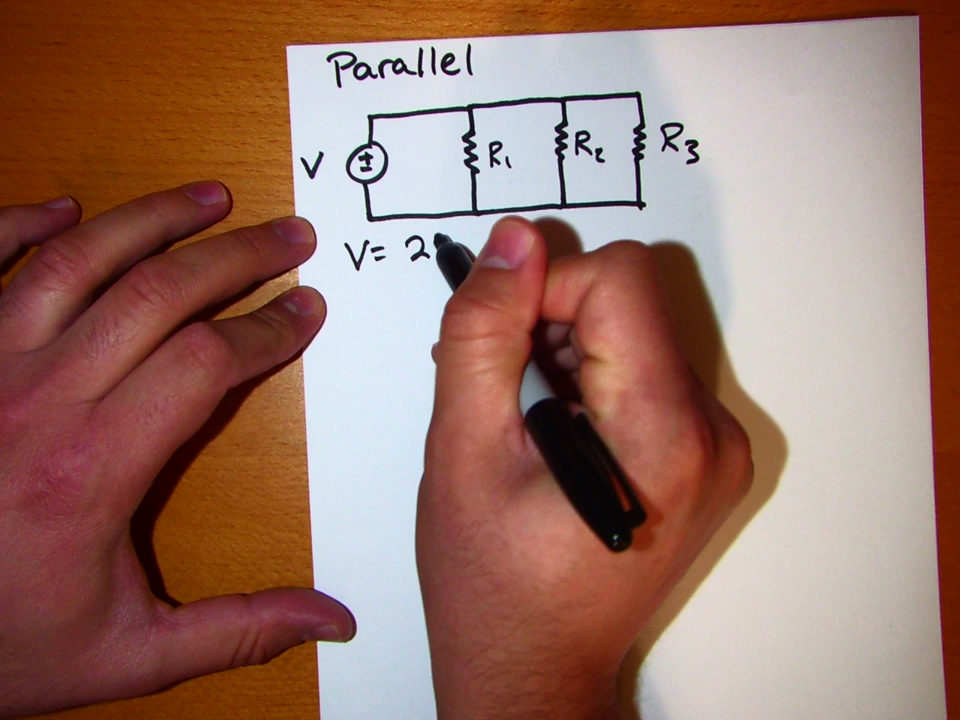 Parallel
V R₁ R₂ R₃
V= 2